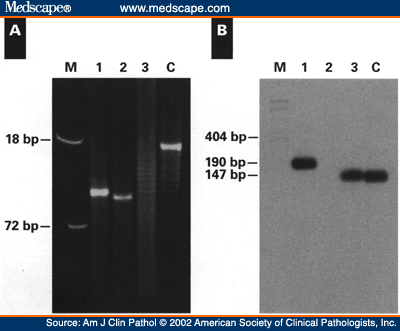 Medscape® www.medscape.com
A
B
M 1 2 3 C
M 1 2 3 C
18 bp
72 bp
404 bp
190 bp
147 bp
Source: Am J Clin Pathol © 2002 American Society of Clinical Pathologists, Inc.